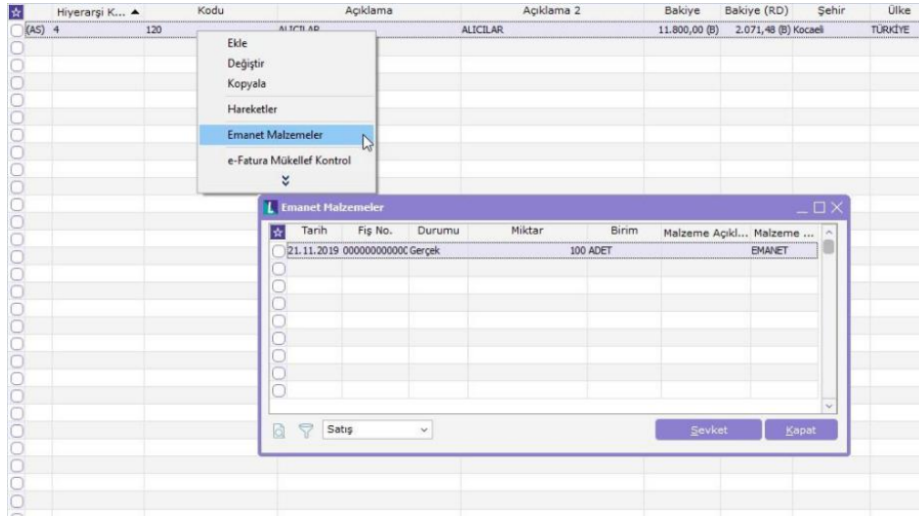 Hiyerarşi K... Kodu Açıklama Açıklama 2 Bakiye Bakiye (RD) Şehir Ülke
(AS) 4 120 ALICILAR ALICILAR 11.800,00 (B) 2.071,48 (B) Kocaeli TÜRKİYE
Ekle
Değiştir
Kopyala
Hareketler
Emanet Malzemeler
e-Fatura Mükellef Kontrol
Emanet Malzemeler
Tarih Fiş No. Durumu Miktar Birim Malzeme Açıkl... Malzeme ...
21.11.2019 00000000000C Gerçek 100 ADET EMANET
Satış Sevket Kapat